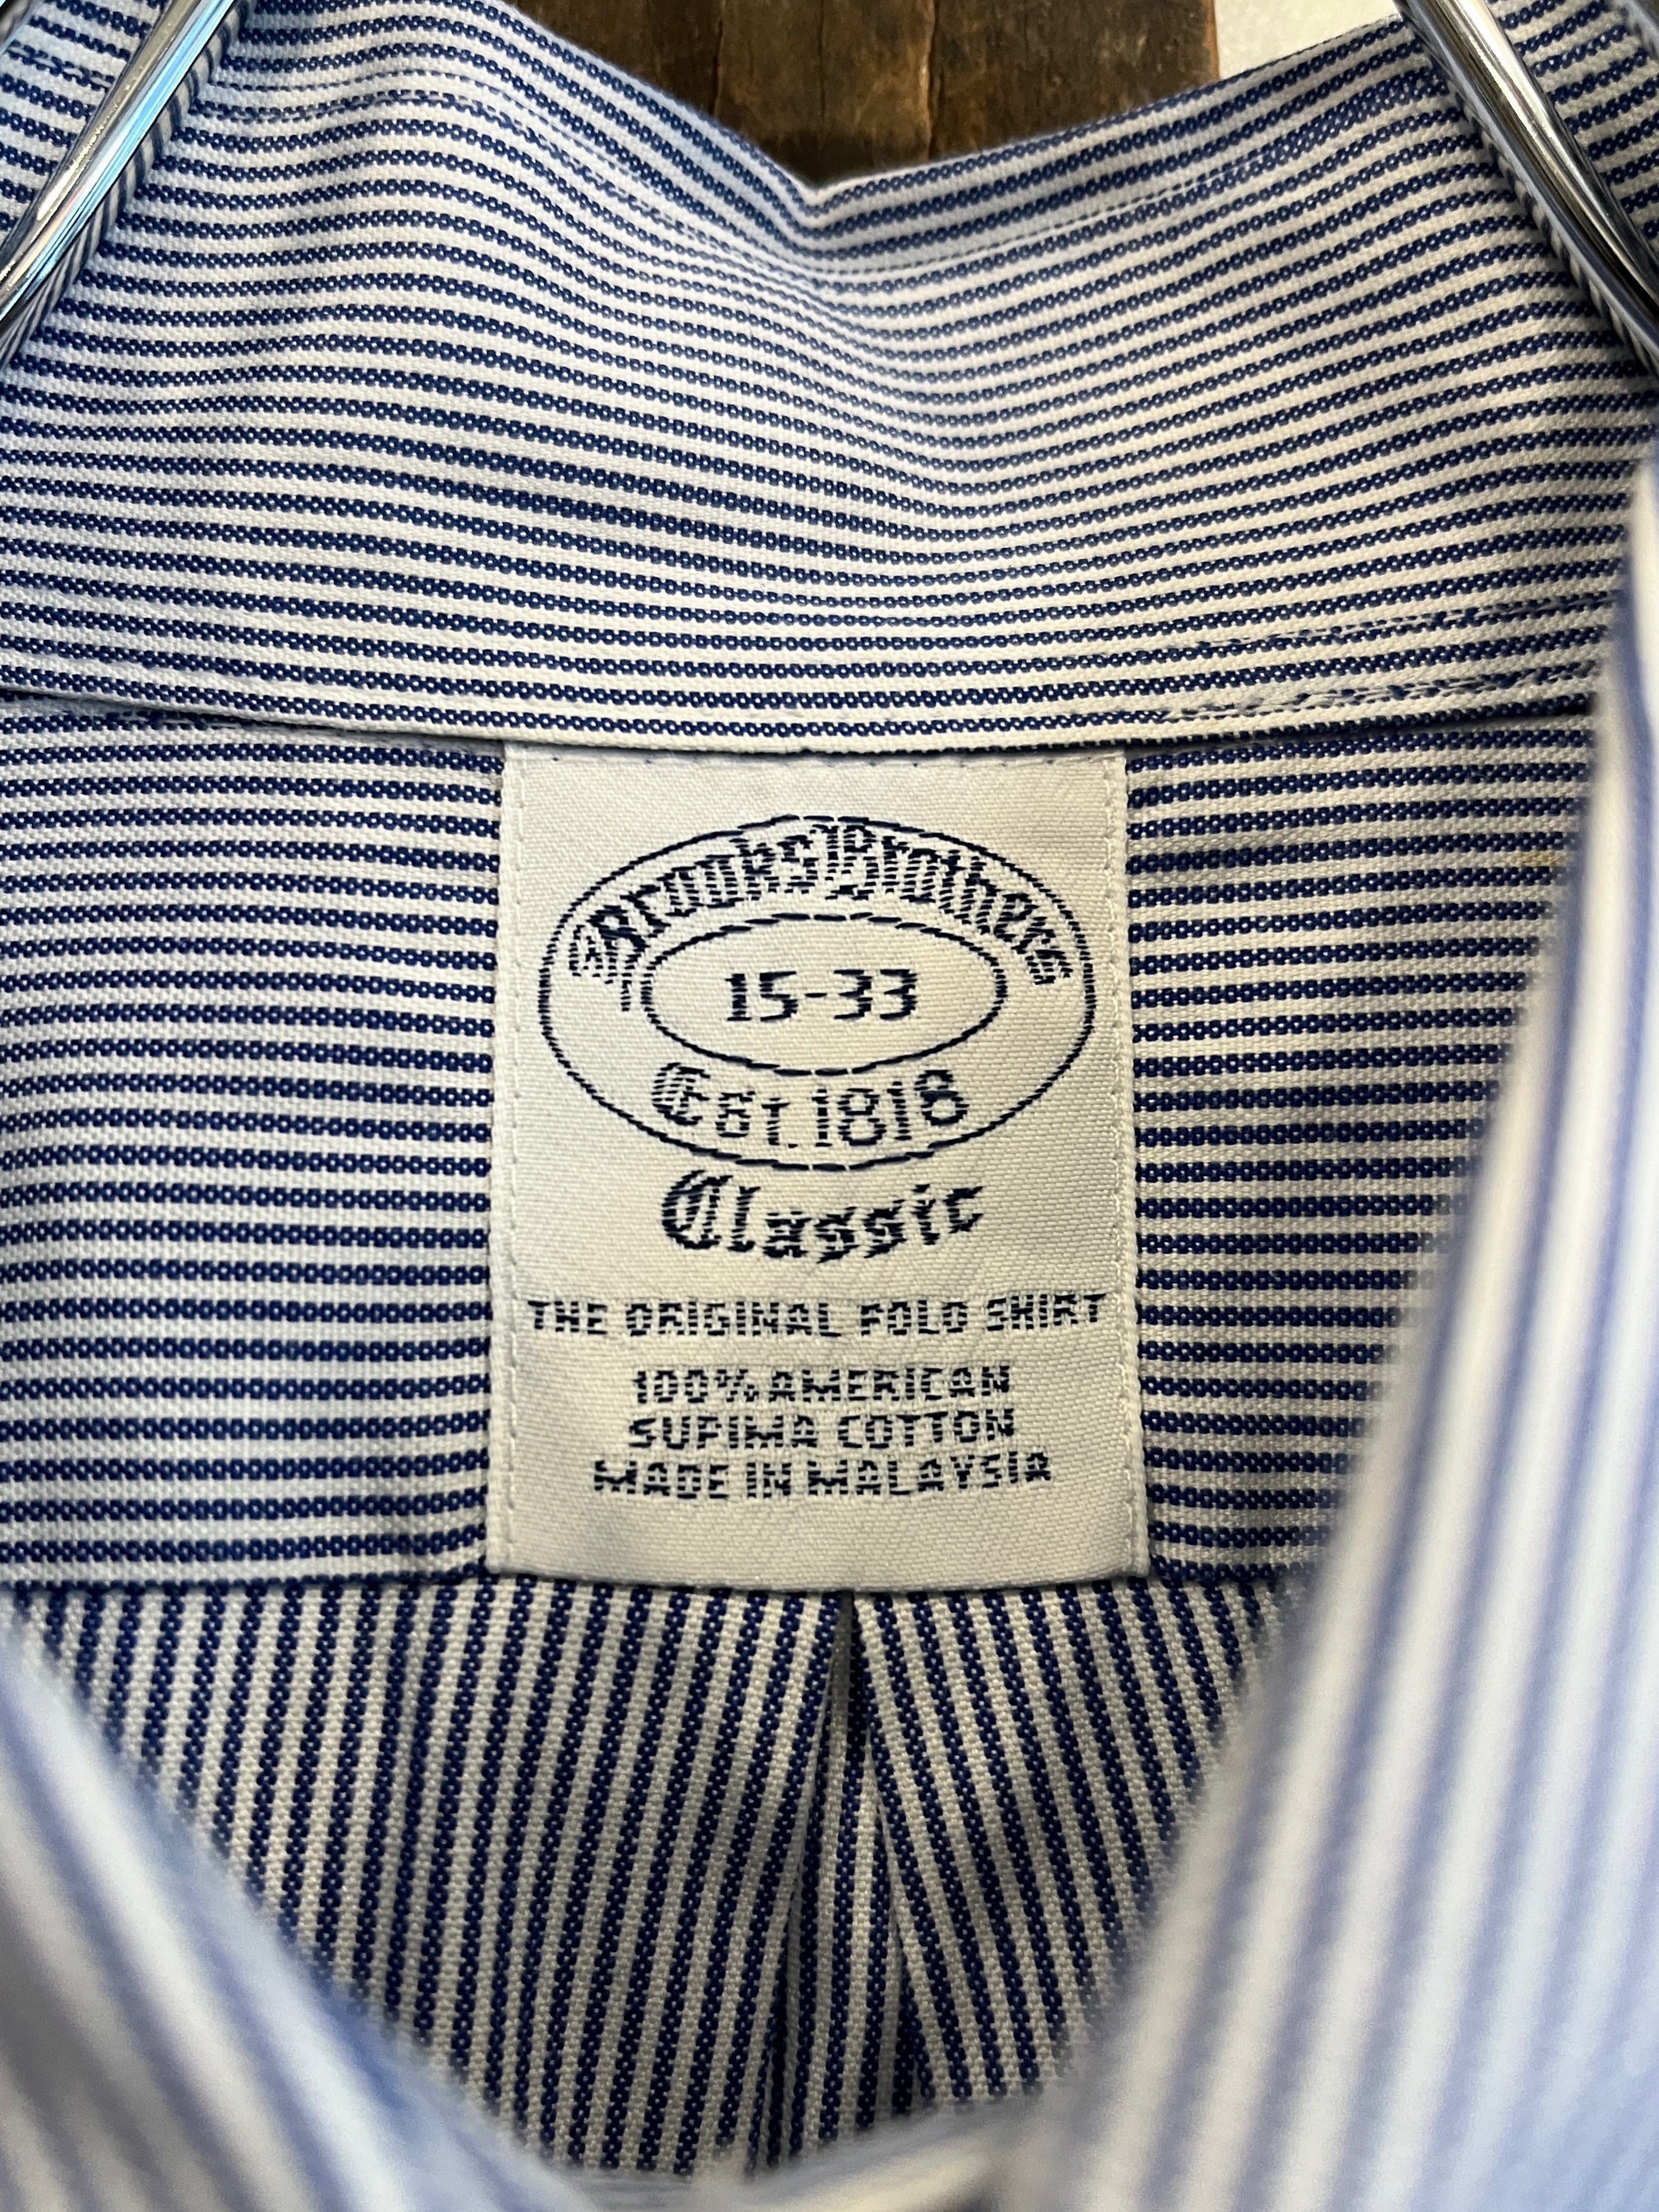 Brooks Brothers
15-33
Est. 1818
Classic
THE ORIGINAL POLO SHIRT
100% AMERICAN
SUPIMA COTTON
MADE IN MALAYSIA